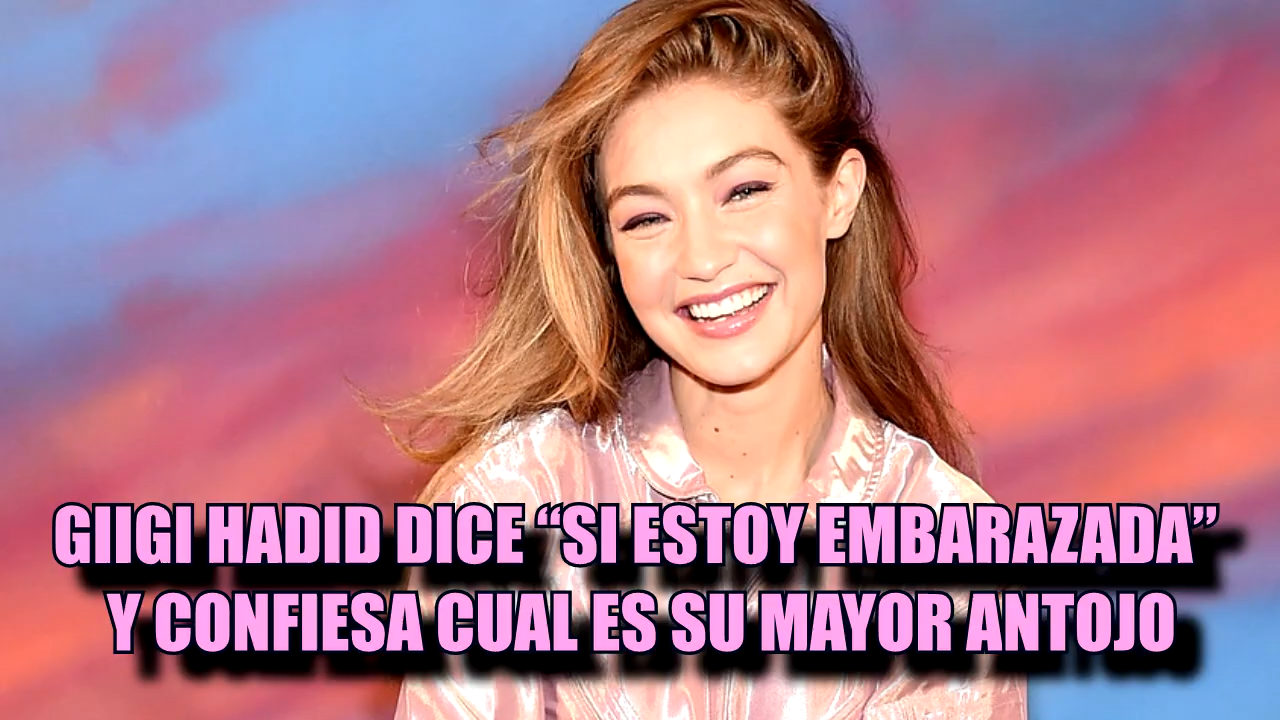 GIIGI HADID DICE “SI ESTOY EMBARAZADA”
Y CONFIESA CUAL ES SU MAYOR ANTOJO